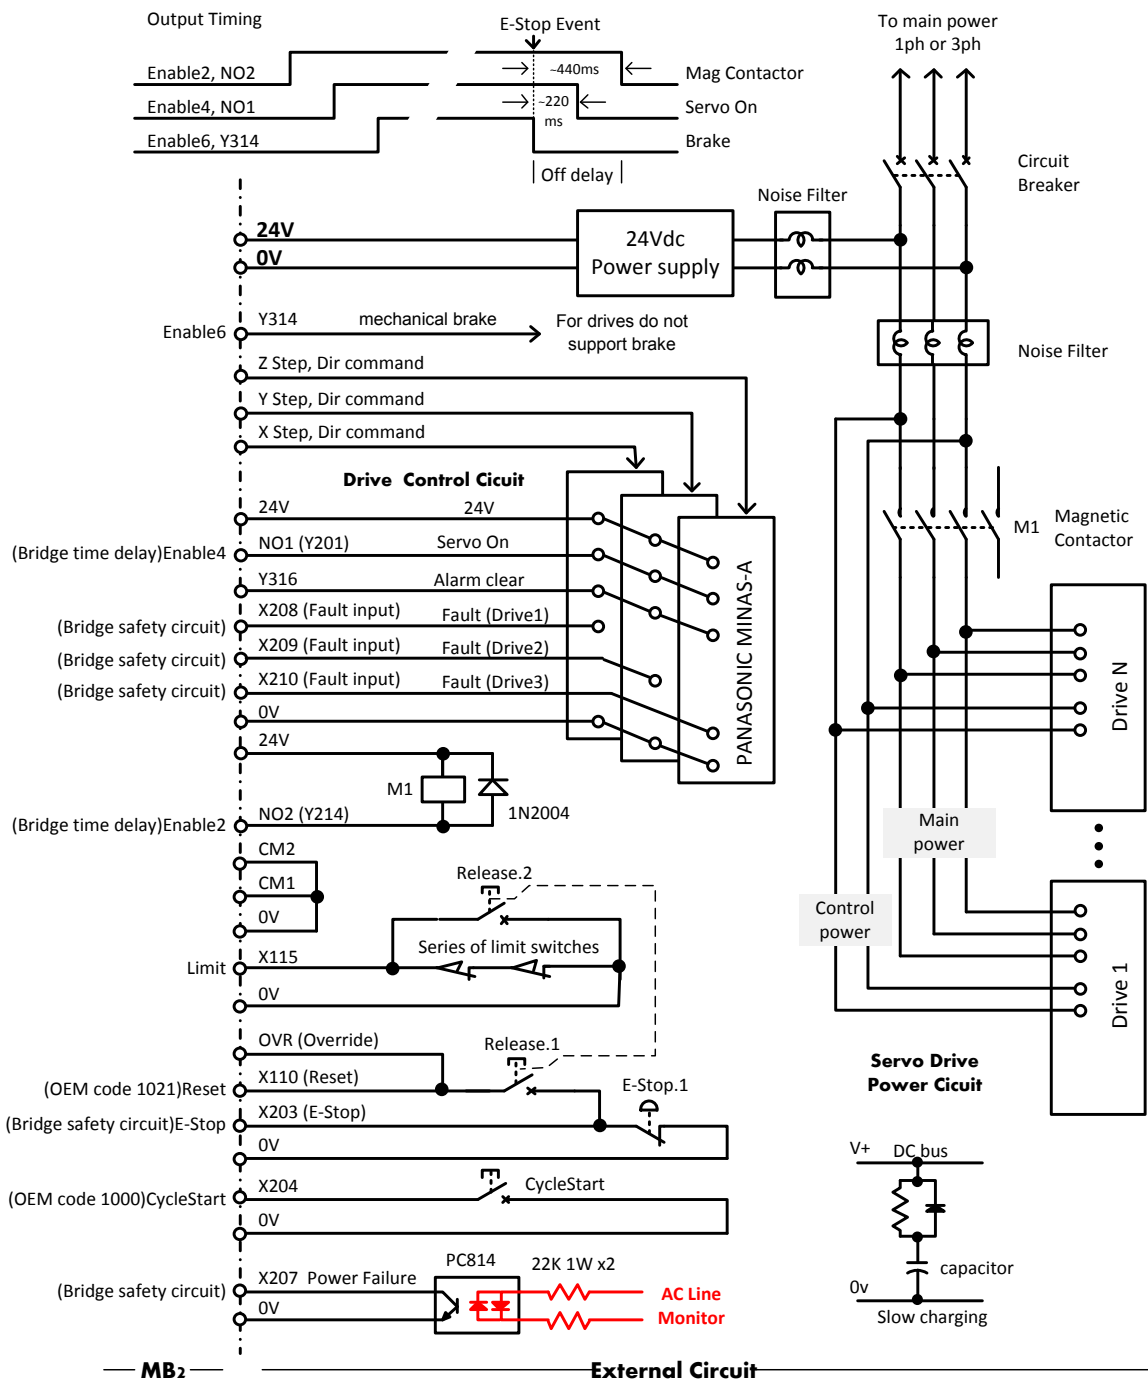 Output Timing
E-Stop Event
To main power
1ph or 3ph
Enable2, NO2
~440ms
Mag Contactor
Enable4, NO1
~220
ms
Servo On
Enable6, Y314
Brake
Off delay
Circuit
Breaker
Noise Filter
24V
0V
24Vdc
Power supply
Enable6
Y314
mechanical brake
For drives do not
support brake
Noise Filter
Z Step, Dir command
Y Step, Dir command
X Step, Dir command
Drive Control Cicuit
24V
24V
(Bridge time delay)Enable4
NO1 (Y201)
Servo On
M1
Magnetic
Contactor
Y316
Alarm clear
(Bridge safety circuit)
X208 (Fault input)
Fault (Drive1)
(Bridge safety circuit)
X209 (Fault input)
Fault (Drive2)
(Bridge safety circuit)
X210 (Fault input)
Fault (Drive3)
0V
PANASONIC MINAS-A
Drive N
24V
M1
1N2004
(Bridge time delay)Enable2
NO2 (Y214)
Main
power
CM2
CM1
0V
Release.2
Control
power
Limit
X115
Series of limit switches
0V
Drive 1
OVR (Override)
Release.1
(OEM code 1021)Reset
X110 (Reset)
Servo Drive
Power Cicuit
E-Stop.1
(Bridge safety circuit)E-Stop
X203 (E-Stop)
0V
V+
DC bus
(OEM code 1000)CycleStart
X204
CycleStart
0V
capacitor
PC814
22K 1W x2
(Bridge safety circuit)
X207 Power Failure
0V
AC Line
Monitor
0v
Slow charging
MB2
External Circuit